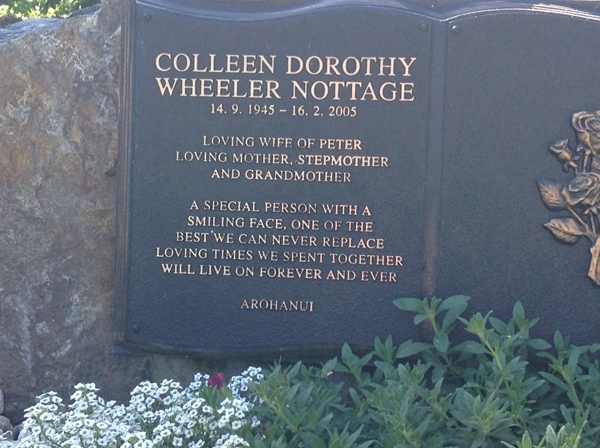 COLLEEN DOROTHY
WHEELER NOTTAGE
14. 9. 1945 – 16. 2. 2005
LOVING WIFE OF PETER
LOVING MOTHER, STEPMOTHER
AND GRANDMOTHER
A SPECIAL PERSON WITH A
SMILING FACE, ONE OF THE
BEST WE CAN NEVER REPLACE
LOVING TIMES WE SPENT TOGETHER
WILL LIVE ON FOREVER AND EVER
AROHANUI